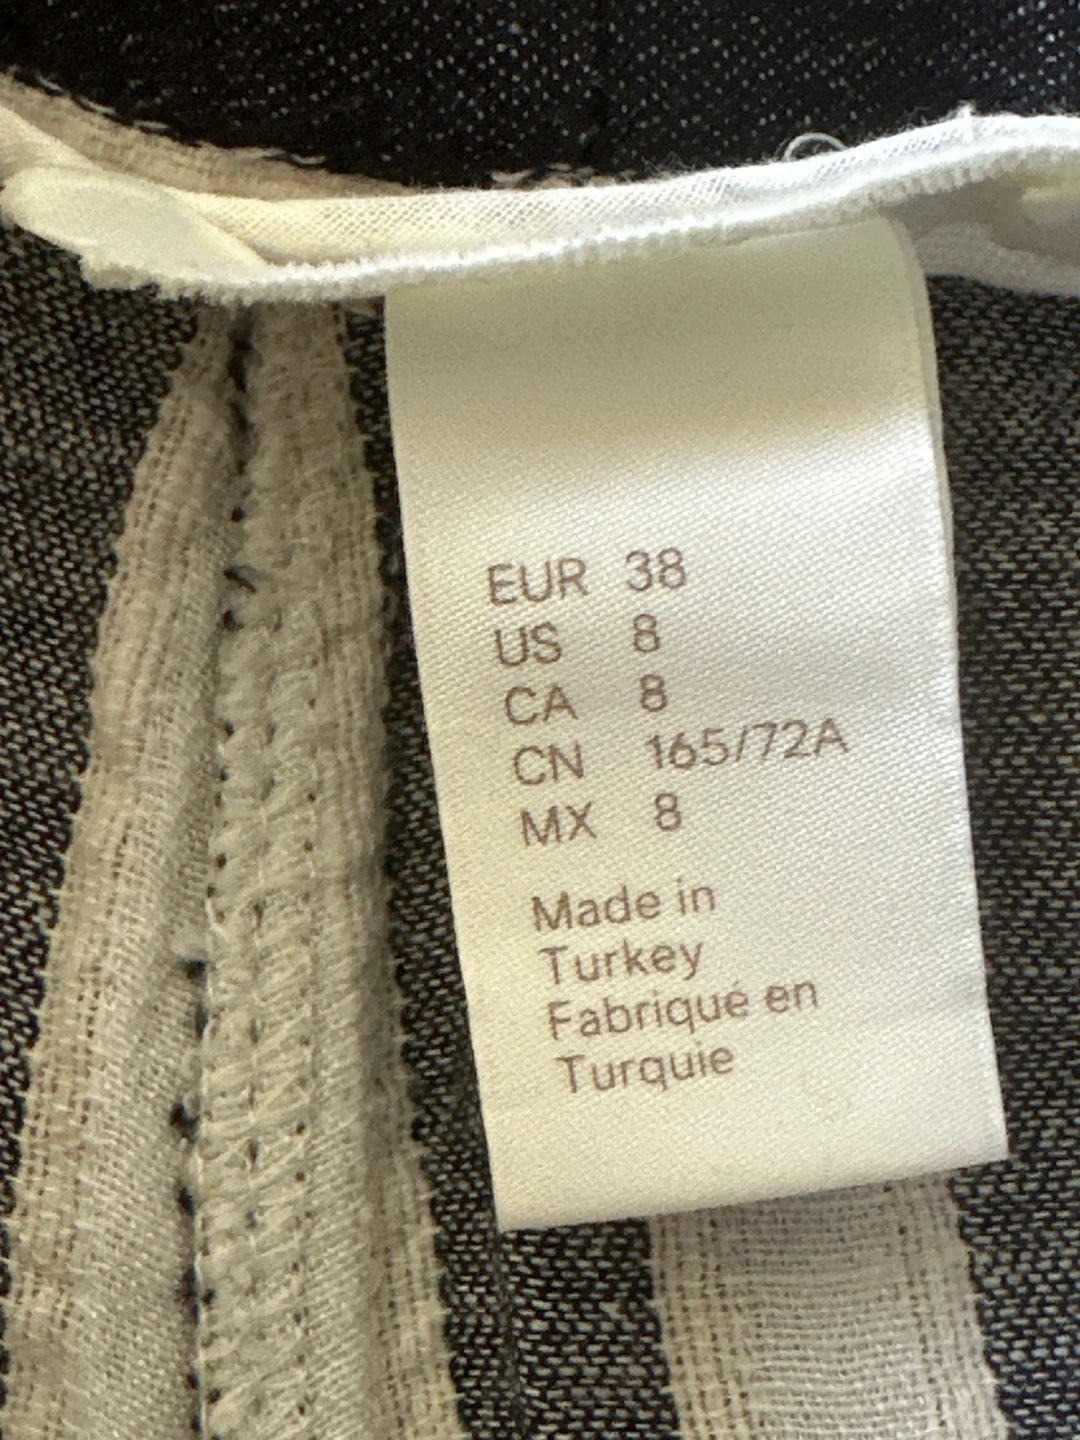 EUR 38
US 8
CA 8
CN 165/72A
MX 8
Made in
Turkey
Fabriqué en
Turquie